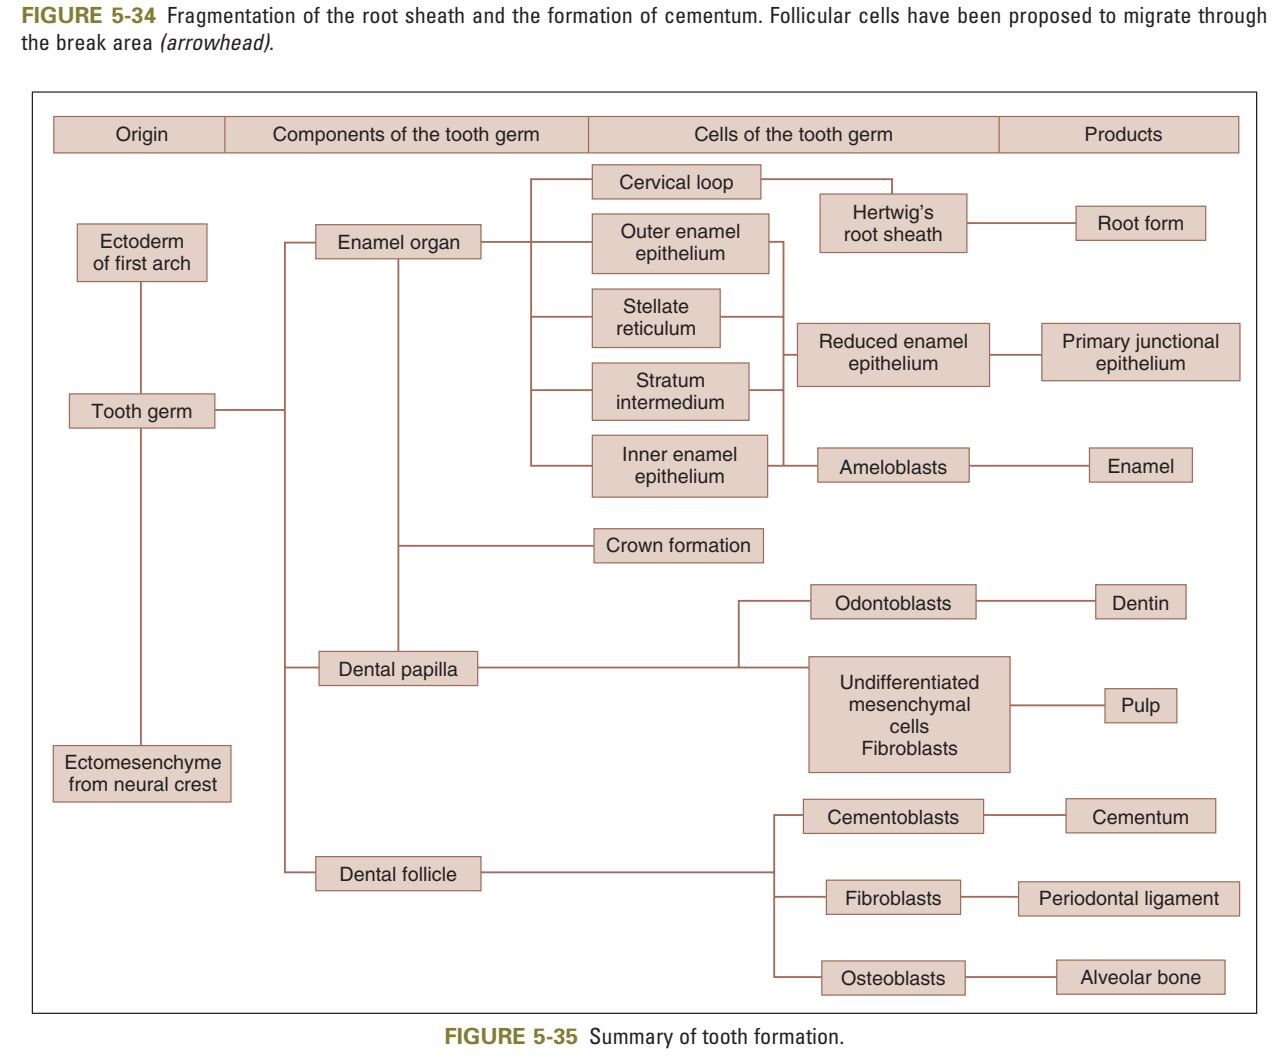 FIGURE 5-34 Fragmentation of the root sheath and the formation of cementum. Follicular cells have been proposed to migrate through
the break area (arrowhead).
Origin
Components of the tooth germ
Cells of the tooth germ
Products
Cervical loop
Hertwig's
root sheath
Root form
Ectoderm
of first arch
Enamel organ
Outer enamel
epithelium
Stellate
reticulum
Reduced enamel
epithelium
Primary junctional
epithelium
Stratum
intermedium
Tooth germ
Inner enamel
epithelium
Ameloblasts
Enamel
Crown formation
Odontoblasts
Dentin
Dental papilla
Undifferentiated
mesenchymal
cells
Fibroblasts
Pulp
Ectomesenchyme
from neural crest
Cementoblasts
Cementum
Dental follicle
Fibroblasts
Periodontal ligament
Osteoblasts
Alveolar bone
FIGURE 5-35 Summary of tooth formation.